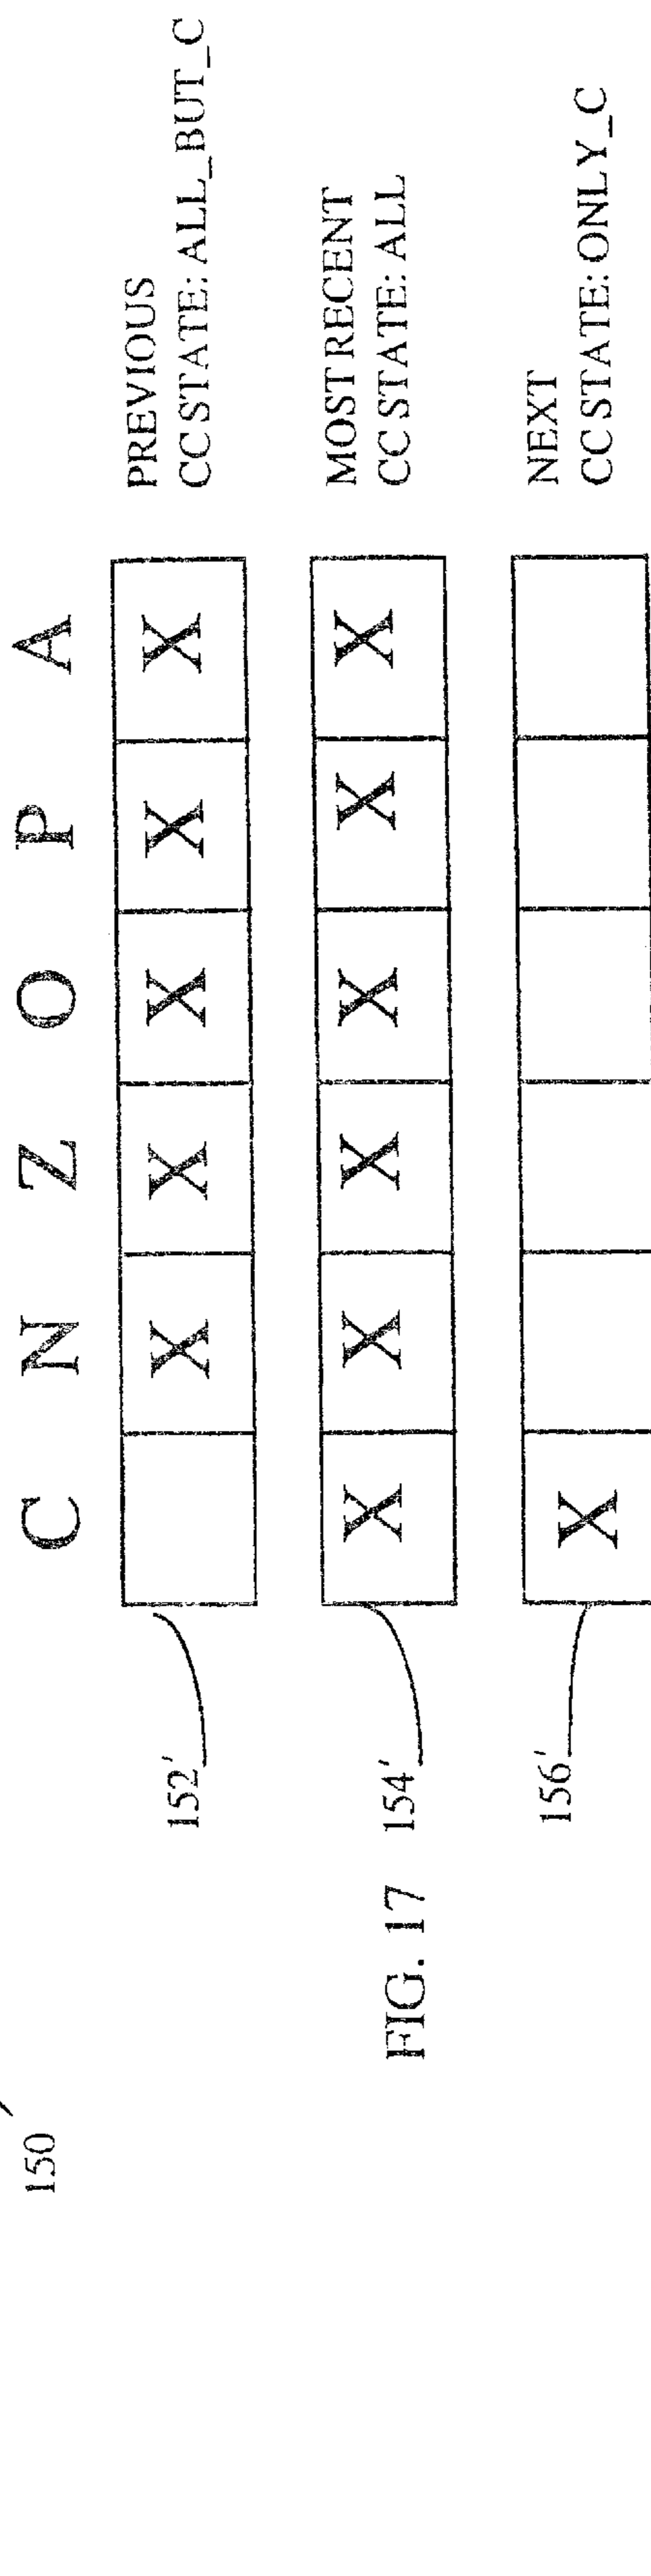 C N Z O P A
X X X X X
PREVIOUS
CC STATE: ALL_BUT_C
152'
X X X X X X
MOST RECENT
CC STATE: ALL
154'
X
NEXT
CC STATE: ONLY_C
156'
FIG. 17
150